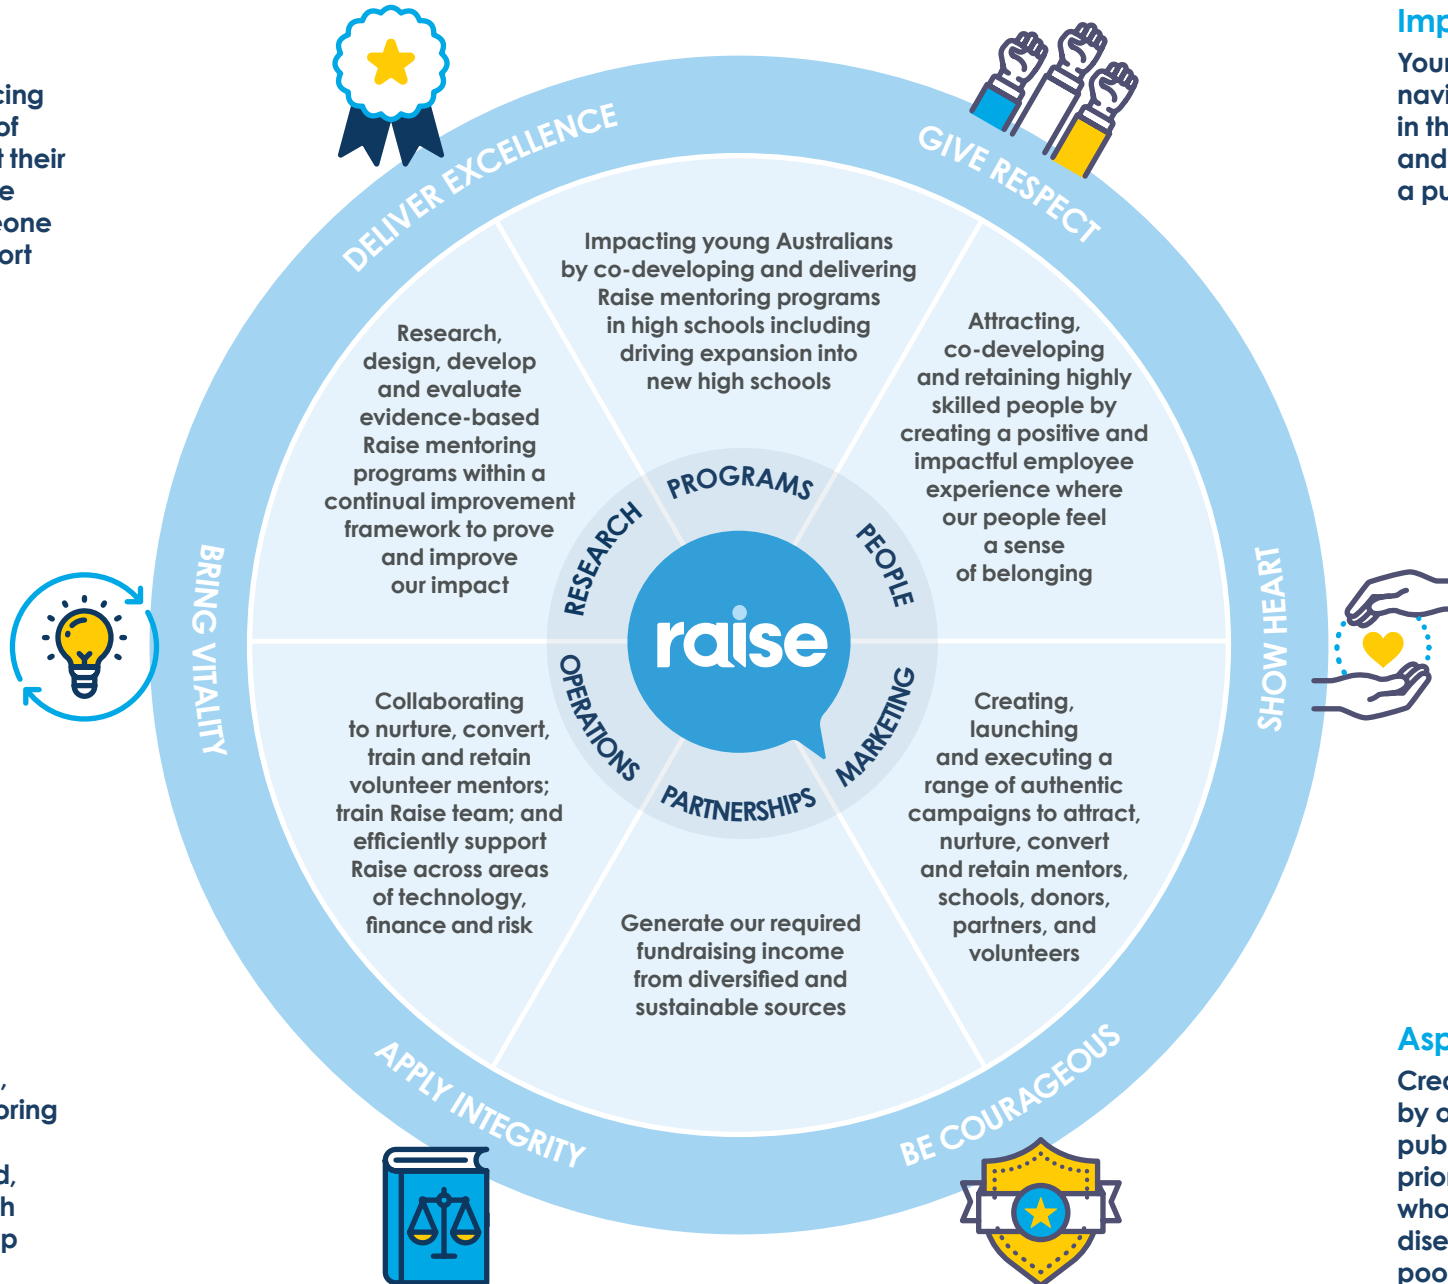 of
t their
e
ort
DELIVER EXCELLENCE
GIVE RESPECT
in th
and
Impacting young Australians
by co-developing and delivering
Raise mentoring programs
in high schools including
driving expansion into
new high schools
Research,
design, develop
and evaluate
evidence-based
Raise mentoring
programs within a
continual improvement
framework to prove
and improve
our impact
Attracting,
co-developing
and retaining highly
skilled people by
creating a positive and
impactful employee
experience where
our people feel
a sense
of belonging
PROGRAMS
RESEARCH
PEOPLE
raise
OPERATIONS
MARKETING
PARTNERSHIPS
BRING VITALITY
SHOW HEART
Collaborating
to nurture, convert,
train and retain
volunteer mentors;
train Raise team; and
efficiently support
Raise across areas
of technology,
finance and risk
Creating,
launching
and executing a
range of authentic
campaigns to attract,
nurture, convert
and retain mentors,
schools, donors,
partners, and
volunteers
Generate our required
fundraising income
from diversified and
sustainable sources
APPLY INTEGRITY
BE COURAGEOUS